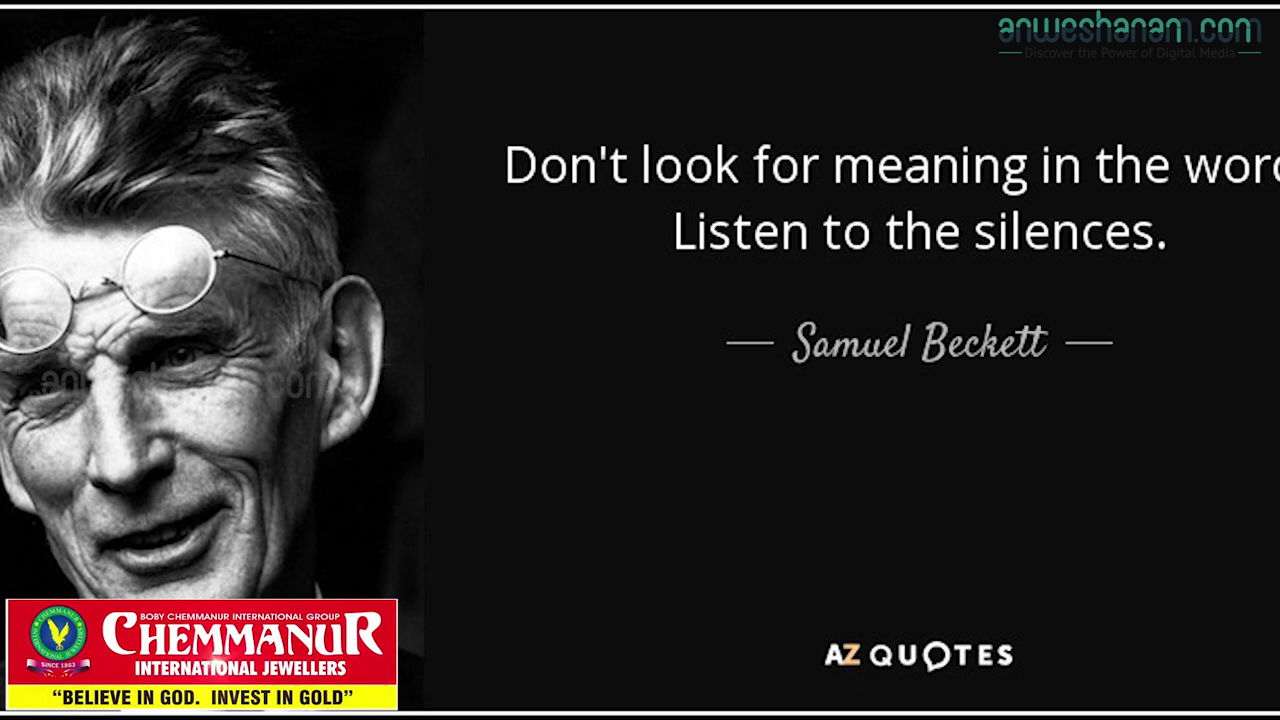 anweshanam.com
Discover the Power of Digital Media
Don't look for meaning in the word
Listen to the silences.
Samuel Beckett
anweshanam.com
AZ QUOTES
BOBY CHEMMANUR INTERNATIONAL GROUP
CHEMMANUR
INTERNATIONAL JEWELLERS
SINCE 1863
“BELIEVE IN GOD. INVEST IN GOLD”